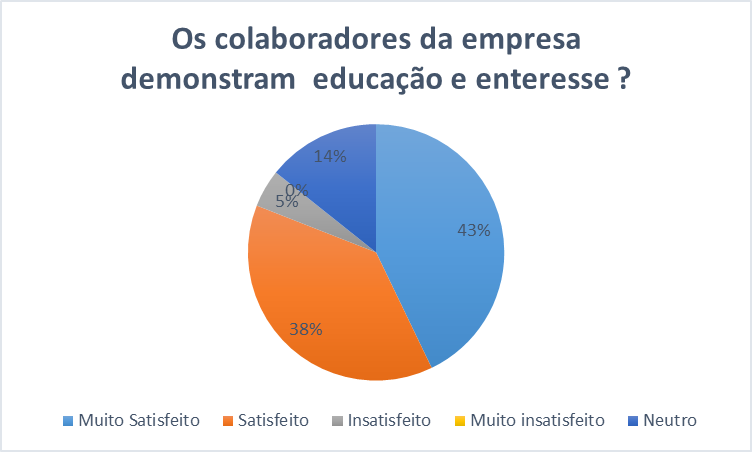 Os colaboradores da empresa
demonstram  educação e enteresse ?
14%
0%
5%
43%
38%
Muito Satisfeito
Satisfeito
Insatisfeito
Muito insatisfeito
Neutro